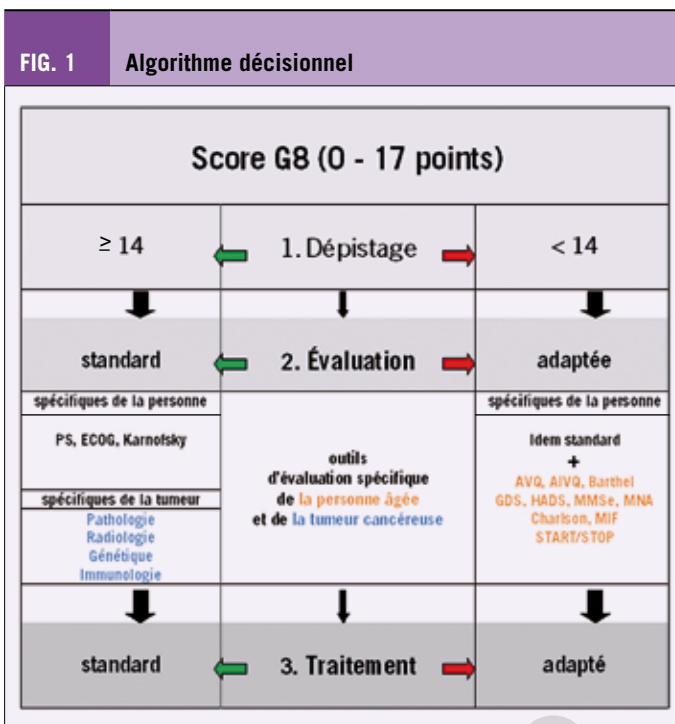 FIG. 1 Algorithme décisionnel
Score G8 (0 - 17 points)
≥ 14 1. Dépistage < 14
standard 2. Évaluation adaptée
spécifiques de la personne
PS, ECOG, Karnofsky
spécifiques de la tumeur
Pathologie
Radiologie
Génétique
Immunologie
outils
d'évaluation spécifique
de la personne âgée
et de la tumeur cancéreuse
spécifiques de la personne
Idem standard
+
AVQ, AIVQ, Barthel
GDS, HADS, MMSe, MNA
Charlson, MIF
START/STOP
standard 3. Traitement adapté